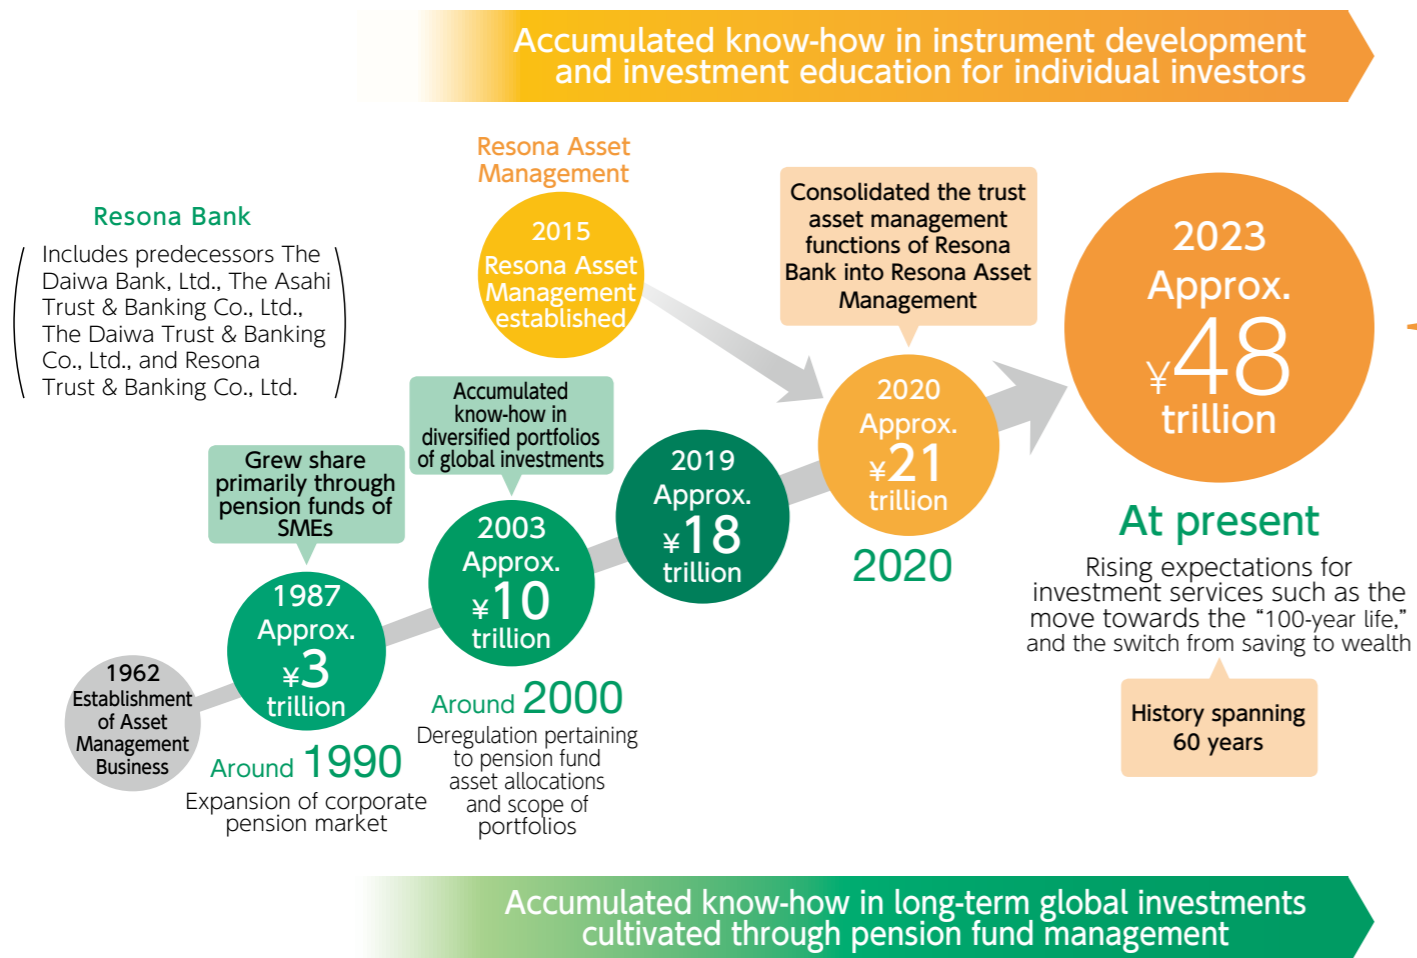 Accumulated know-how in instrument development
and investment education for individual investors
Resona Asset
Management
2015
Resona Asset
Management
established
Consolidated the trust
asset management
functions of Resona
Bank into Resona Asset
Management
2023
Approx.
¥48
trillion
Resona Bank
Includes predecessors The
Daiwa Bank, Ltd., The Asahi
Trust & Banking Co., Ltd.,
The Daiwa Trust & Banking
Co., Ltd., and Resona
Trust & Banking Co., Ltd.
Accumulated
know-how in
diversified portfolios
of global investments
2020
Approx.
¥21
trillion
2020
Grew share
primarily through
pension funds of
SMEs
2019
Approx.
¥18
trillion
2003
Approx.
¥10
trillion
1987
Approx.
¥3
trillion
1962
Establishment
of Asset
Management
Business
Around 1990
Expansion of corporate
pension market
Around 2000
Deregulation pertaining
to pension fund
asset allocations
and scope of
portfolios
At present
Rising expectations for
investment services such as the
move towards the “100-year life,”
and the switch from saving to wealth
History spanning
60 years
Accumulated know-how in long-term global investments
cultivated through pension fund management